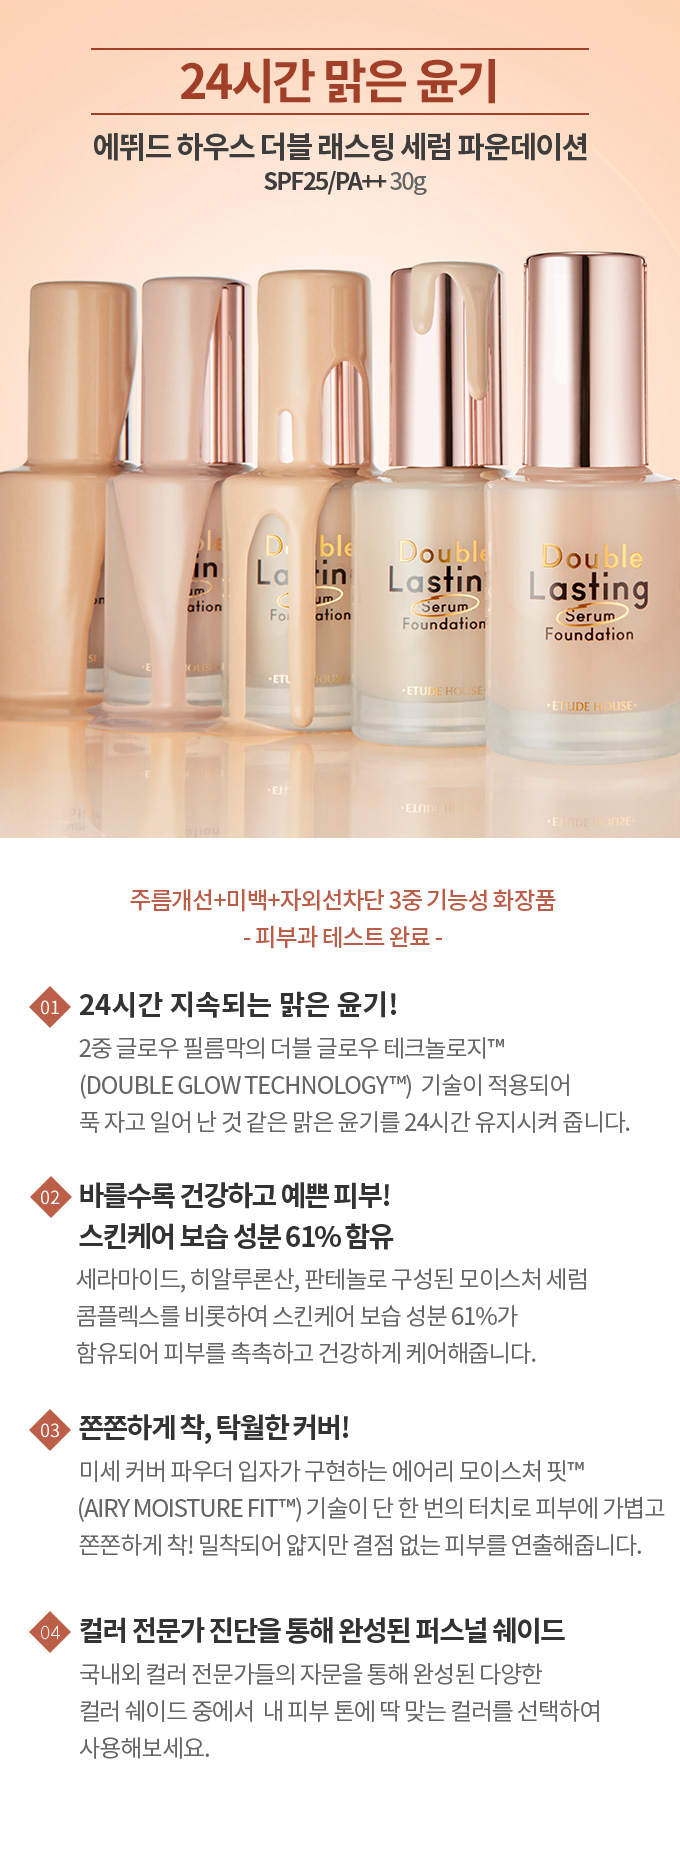 24시간 맑은 윤기
에뛰드 하우스 더블 래스팅 세럼 파운데이션
SPF25/PA++ 30g
Double
Lasting
Serum
Foundation
·ETUDE HOUSE·
주름개선+미백+자외선차단 3중 기능성 화장품
- 피부과 테스트 완료 -
01 24시간 지속되는 맑은 윤기!
2중 글로우 필름막의 더블 글로우 테크놀로지™
(DOUBLE GLOW TECHNOLOGY™) 기술이 적용되어
푹 자고 일어 난 것 같은 맑은 윤기를 24시간 유지시켜 줍니다.
02 바를수록 건강하고 예쁜 피부!
스킨케어 보습 성분 61% 함유
세라마이드, 히알루론산, 판테놀로 구성된 모이스처 세럼
콤플렉스를 비롯하여 스킨케어 보습 성분 61%가
함유되어 피부를 촉촉하고 건강하게 케어해줍니다.
03 쫀쫀하게 착, 탁월한 커버!
미세 커버 파우더 입자가 구현하는 에어리 모이스처 핏™
(AIRY MOISTURE FIT™) 기술이 단 한 번의 터치로 피부에 가볍고
쫀쫀하게 착! 밀착되어 얇지만 결점 없는 피부를 연출해줍니다.
04 컬러 전문가 진단을 통해 완성된 퍼스널 쉐이드
국내외 컬러 전문가들의 자문을 통해 완성된 다양한
컬러 쉐이드 중에서 내 피부 톤에 딱 맞는 컬러를 선택하여
사용해보세요.